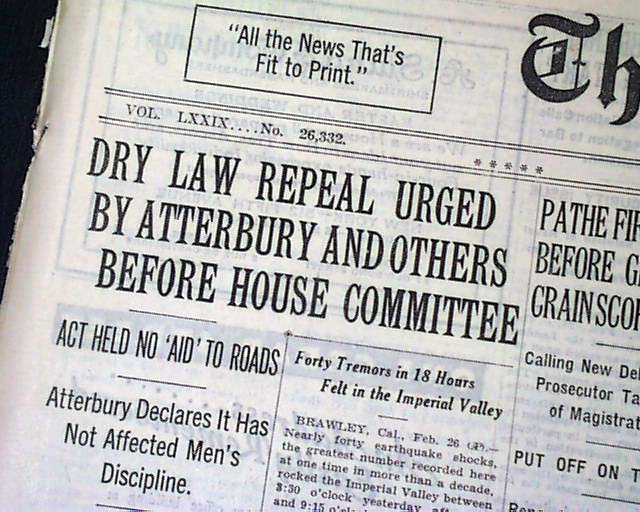 "All the News That's
Fit to Print."
Th
VOL. LXXIX....No. 26,332.
*****
DRY LAW REPEAL URGED
BY ATTERBURY AND OTHERS
BEFORE HOUSE COMMITTEE
ACT HELD NO 'AID' TO ROADS
Atterbury Declares It Has
Not Affected Men's
Discipline.
Forty Tremors in 18 Hours
Felt in the Imperial Valley
BRAWLEY, Cal., Feb. 26 (AP).—
Nearly forty earthquake shocks,
the greatest number recorded here
at one time in more than a decade,
rocked the Imperial Valley between
3:30 o'clock yesterday
and 9:15
PATHE
BEFORE
CRAIN
Calling New
Prosecutor
of
PUT OFF ON